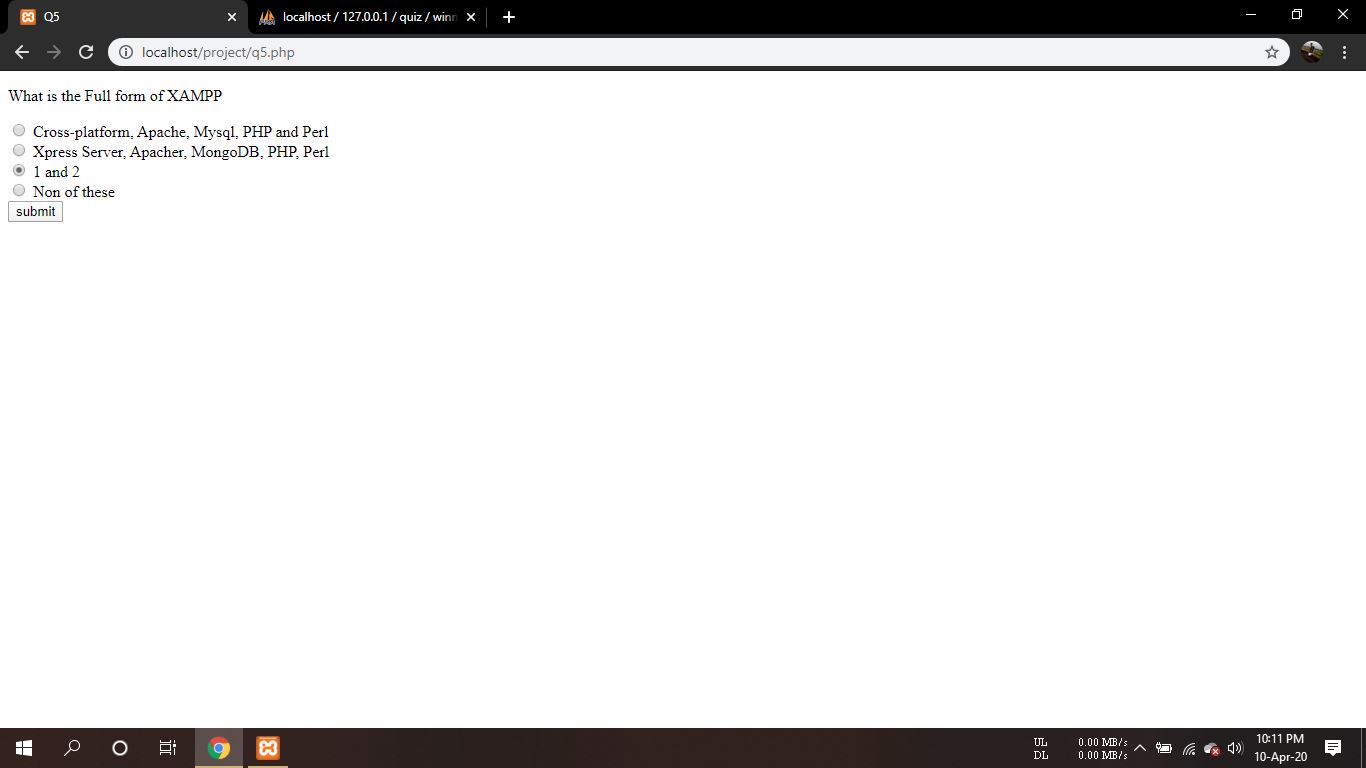 Q5
localhost / 127.0.0.1 / quiz / winn
localhost/project/q5.php
What is the Full form of XAMPP
Cross-platform, Apache, Mysql, PHP and Perl
Xpress Server, Apacher, MongoDB, PHP, Perl
1 and 2
Non of these
submit
UL 0.00 MB/s
DL 0.00 MB/s
10:11 PM
10-Apr-20